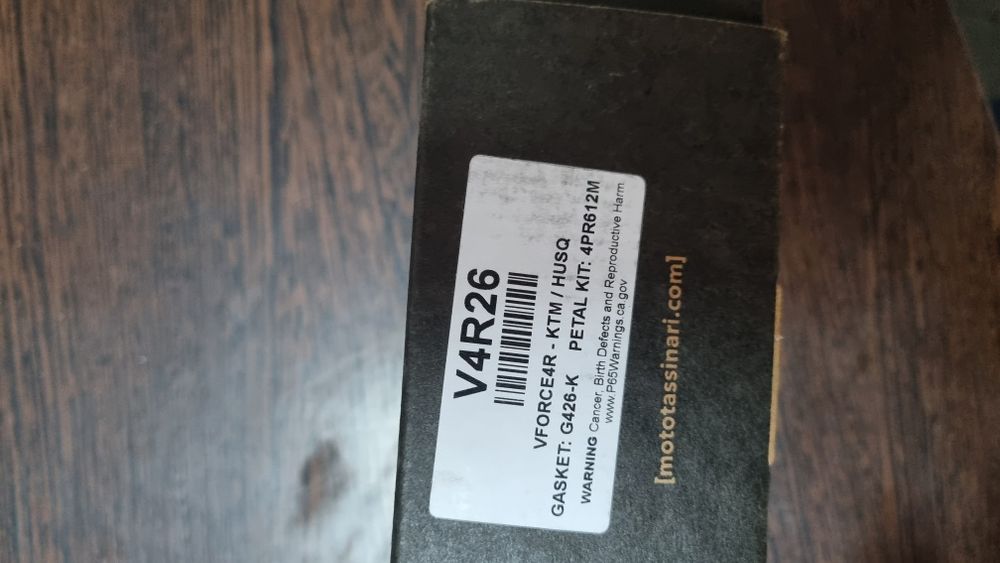 V4R26
VFORCE4R - KTM / HUSQ
GASKET: G426-K PETAL KIT: 4PR612M
WARNING Cancer, Birth Defects and Reproductive Harm
www.P65Warnings.ca.gov
[mototassinari.com]